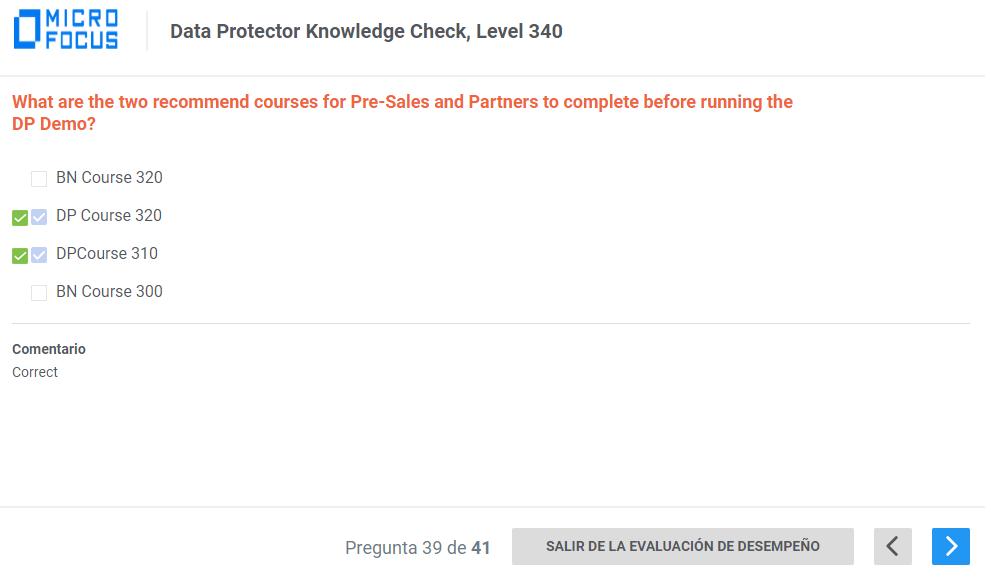 MICRO
FOCUS
Data Protector Knowledge Check, Level 340
What are the two recommend courses for Pre-Sales and Partners to complete before running the
DP Demo?
BN Course 320
DP Course 320
DPCourse 310
BN Course 300
Comentario
Correct
Pregunta 39 de 41
SALIR DE LA EVALUACIÓN DE DESEMPEÑO